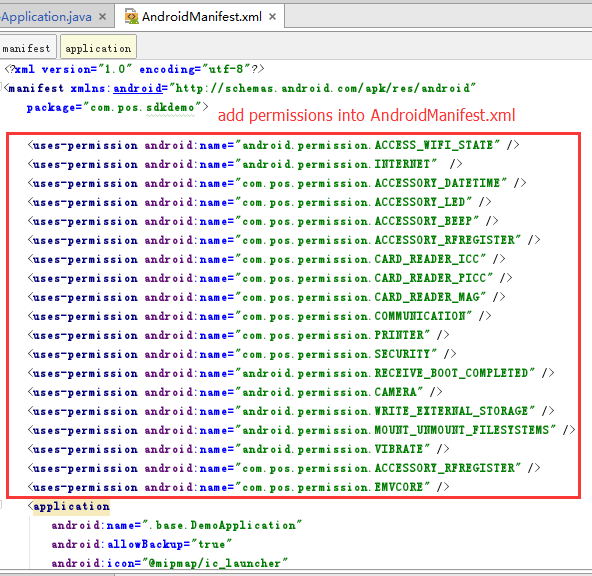 Application.java ×
AndroidManifest.xml ×
manifest
application
<?xml version="1.0" encoding="utf-8"?>
<manifest xmlns:android="http://schemas.android.com/apk/res/android"
package="com.pos.sdkdemo">
add permissions into AndroidManifest.xml
<uses-permission android:name="android.permission.ACCESS_WIFI_STATE" />
<uses-permission android:name="android.permission.INTERNET"  />
<uses-permission android:name="com.pos.permission.ACCESSORY_DATETIME" />
<uses-permission android:name="com.pos.permission.ACCESSORY_LED" />
<uses-permission android:name="com.pos.permission.ACCESSORY_BEEP" />
<uses-permission android:name="com.pos.permission.ACCESSORY_RFREGISTER" />
<uses-permission android:name="com.pos.permission.CARD_READER_ICC" />
<uses-permission android:name="com.pos.permission.CARD_READER_PICC" />
<uses-permission android:name="com.pos.permission.CARD_READER_MAG" />
<uses-permission android:name="com.pos.permission.COMMUNICATION" />
<uses-permission android:name="com.pos.permission.PRINTER" />
<uses-permission android:name="com.pos.permission.SECURITY" />
<uses-permission android:name="android.permission.RECEIVE_BOOT_COMPLETED" />
<uses-permission android:name="android.permission.CAMERA" />
<uses-permission android:name="android.permission.WRITE_EXTERNAL_STORAGE" />
<uses-permission android:name="android.permission.MOUNT_UNMOUNT_FILESYSTEMS" />
<uses-permission android:name="android.permission.VIBRATE" />
<uses-permission android:name="com.pos.permission.ACCESSORY_RFREGISTER" />
<uses-permission android:name="com.pos.permission.EMVCORE" />
<application
android:name=".base.DemoApplication"
android:allowBackup="true"
android:icon="@mipmap/ic_launcher"